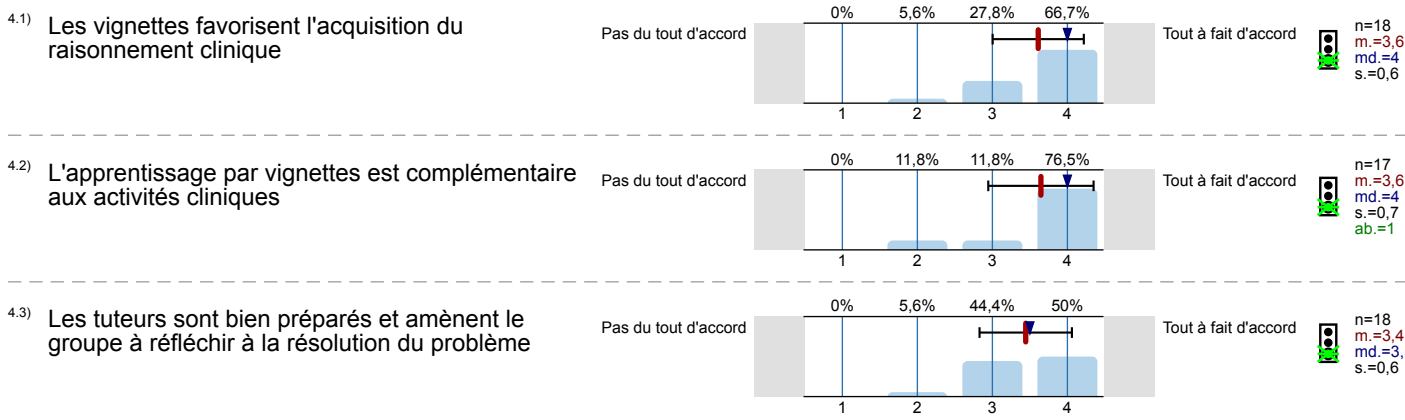 4.1) Les vignettes favorisent l'acquisition du
raisonnement clinique
Pas du tout d'accord
0% 5,6% 27,8% 66,7%
1 2 3 4
Tout à fait d'accord
n=18
m.=3,6
md.=4
s.=0,6
4.2) L'apprentissage par vignettes est complémentaire
aux activités cliniques
Pas du tout d'accord
0% 11,8% 11,8% 76,5%
1 2 3 4
Tout à fait d'accord
n=17
m.=3,6
md.=4
s.=0,7
ab.=1
4.3) Les tuteurs sont bien préparés et amènent le
groupe à réfléchir à la résolution du problème
Pas du tout d'accord
0% 5,6% 44,4% 50%
1 2 3 4
Tout à fait d'accord
n=18
m.=3,4
md.=3,
s.=0,6